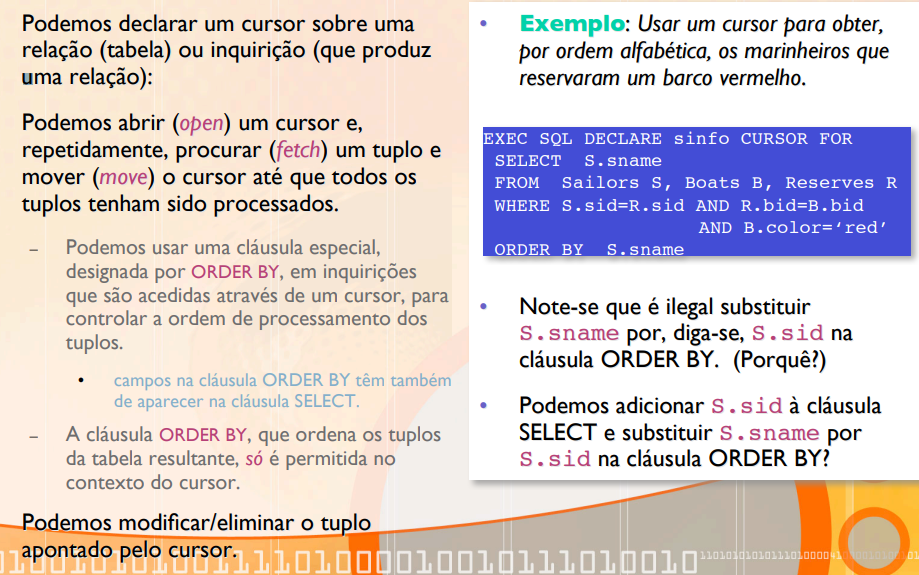 Podemos declarar um cursor sobre uma
relação (tabela) ou inquirição (que produz
uma relação):
Podemos abrir (open) um cursor e,
repetidamente, procurar (fetch) um tuplo e
mover (move) o cursor até que todos os
tuplos tenham sido processados.
– Podemos usar uma cláusula especial,
designada por ORDER BY, em inquirições
que são acedidas através de um cursor, para
controlar a ordem de processamento dos
tuplos.
• campos na cláusula ORDER BY têm também
de aparecer na cláusula SELECT.
– A cláusula ORDER BY, que ordena os tuplos
da tabela resultante, só é permitida no
contexto do cursor.
Podemos modificar/eliminar o tuplo
apontado pelo cursor.
• Exemplo: Usar um cursor para obter,
por ordem alfabética, os marinheiros que
reservaram um barco vermelho.
EXEC SQL DECLARE sinfo CURSOR FOR
SELECT S.sname
FROM Sailors S, Boats B, Reserves R
WHERE S.sid=R.sid AND R.bid=B.bid
AND B.color=‘red’
ORDER BY S.sname
• Note-se que é ilegal substituir
S.sname por, diga-se, S.sid na
cláusula ORDER BY. (Porquê?)
• Podemos adicionar S.sid à cláusula
SELECT e substituir S.sname por
S.sid na cláusula ORDER BY?